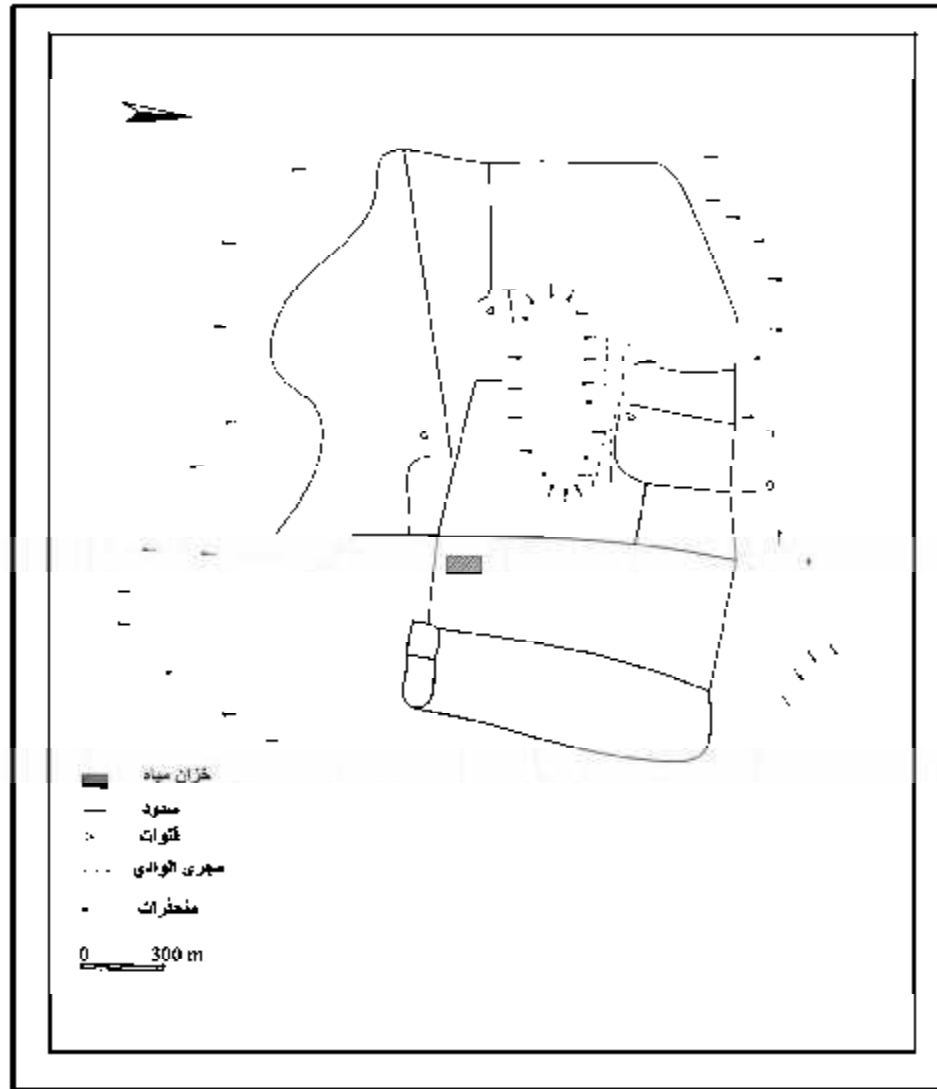 خزان مياه
سدود
قنوات
مجرى الوادي
منحدرات
0 300 m